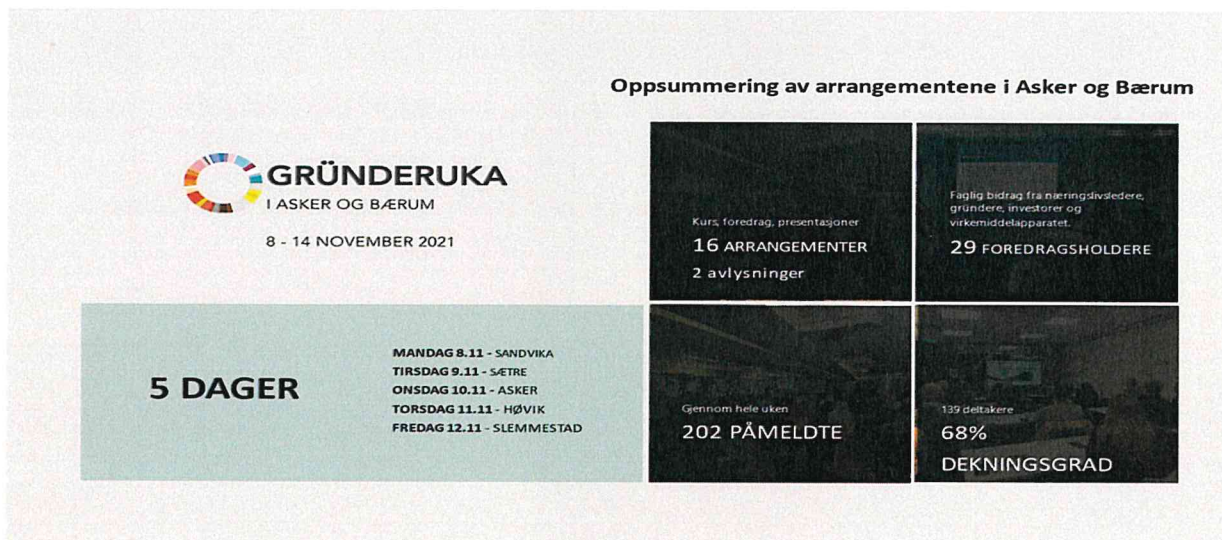 Oppsummering av arrangementene i Asker og Bærum
GRÜNDERUKA
I ASKER OG BÆRUM
8 - 14 NOVEMBER 2021
Kurs, foredrag, presentasjoner
16 ARRANGEMENTER
2 avlysninger
Faglig bidrag fra næringslivsledere,
gründere, investorer og
virkemiddelapparatet.
29 FOREDRAGSHOLDERE
5 DAGER
MANDAG 8.11 - SANDVIKA
TIRSDAG 9.11 - SÆTRE
ONSDAG 10.11 - ASKER
TORSDAG 11.11 - HØVIK
FREDAG 12.11 - SLEMMESTAD
Gjennom hele uken
202 PÅMELDTE
139 deltakere
68%
DEKNINGSGRAD